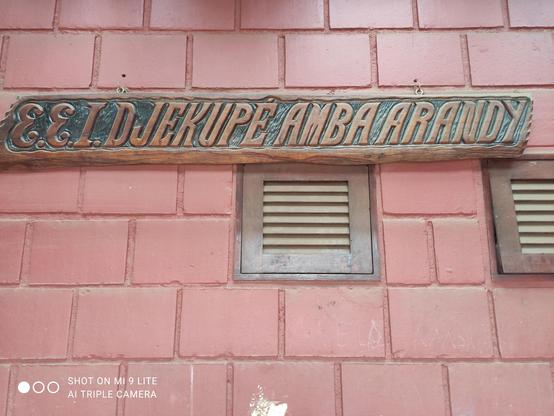 E.E.I. DJEKUPÉ AMBA ARANDY
SHOT ON MI 9 LITE
AI TRIPLE CAMERA